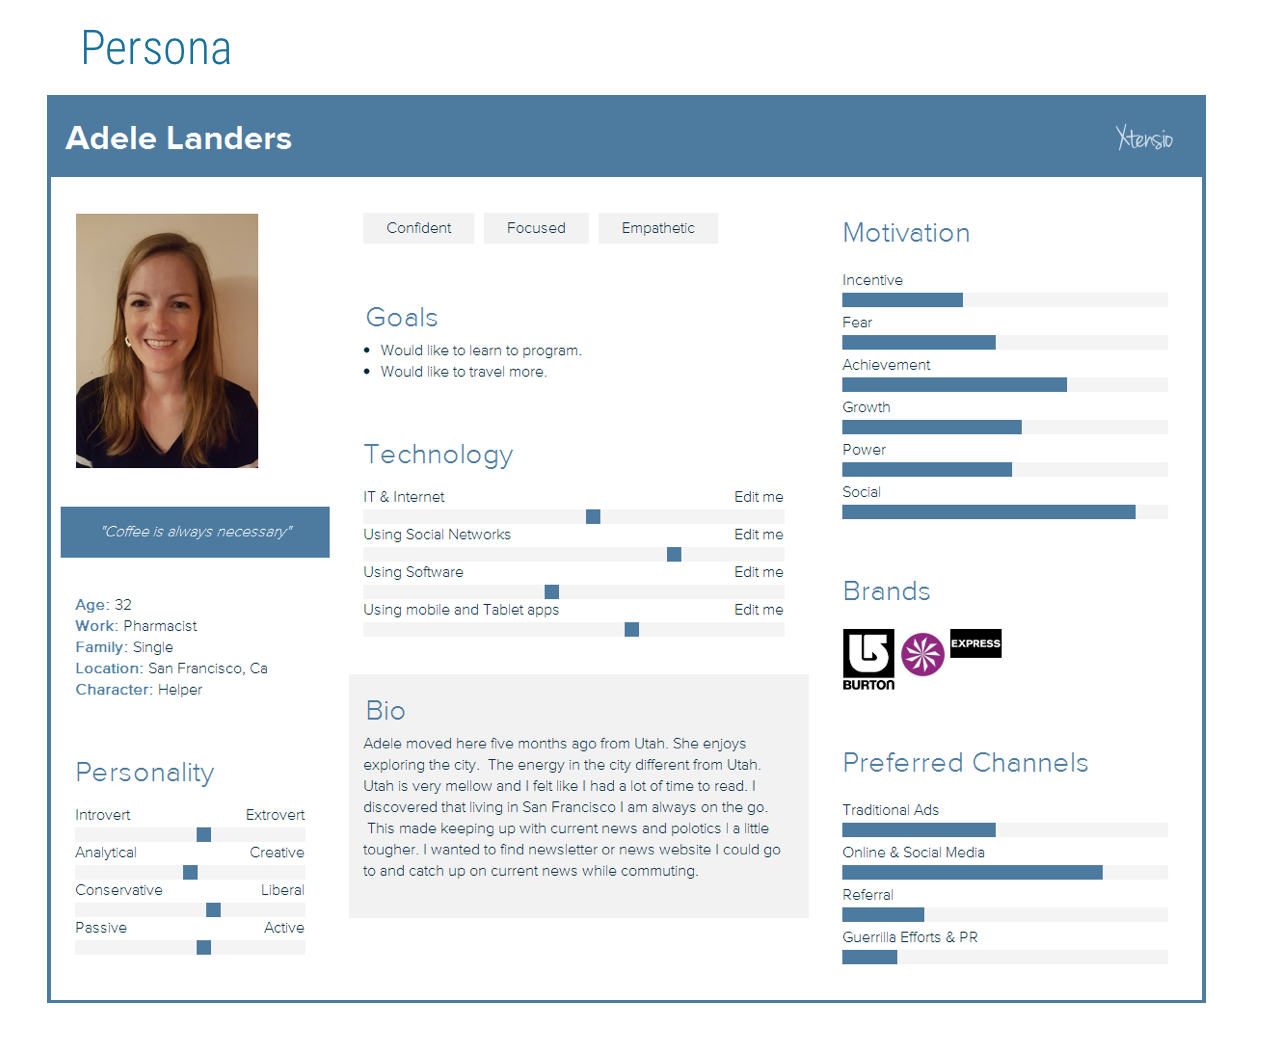 Persona
Adele Landers
Xtensio
"Coffee is always necessary"
Age: 32
Work: Pharmacist
Family: Single
Location: San Francisco, Ca
Character: Helper
Personality
Introvert Extrovert
Analytical Creative
Conservative Liberal
Passive Active
Confident Focused Empathetic
Goals
• Would like to learn to program.
• Would like to travel more.
Technology
IT & Internet Edit me
Using Social Networks Edit me
Using Software Edit me
Using mobile and Tablet apps Edit me
Bio
Adele moved here five months ago from Utah. She enjoys
exploring the city.  The energy in the city different from Utah.
Utah is very mellow and I felt like I had a lot of time to read. I
discovered that living in San Francisco I am always on the go.
This made keeping up with current news and polotics l a little
tougher. I wanted to find newsletter or news website I could go
to and catch up on current news while commuting.
Motivation
Incentive
Fear
Achievement
Growth
Power
Social
Brands
BURTON
EXPRESS
Preferred Channels
Traditional Ads
Online & Social Media
Referral
Guerrilla Efforts & PR